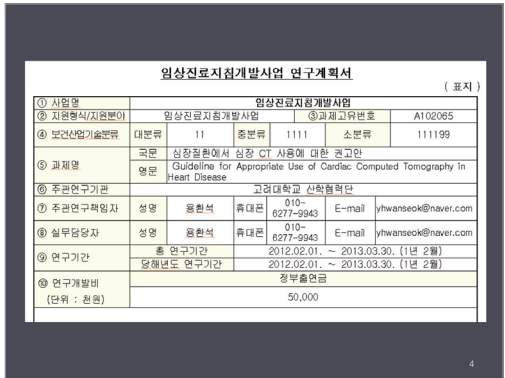 임상진료지침개발사업 연구계획서
( 표지 )
① 사업명 임상진료지침개발사업
② 지원형식/지원분야 임상진료지침개발사업 ③과제고유번호 A102065
④ 보건산업기술분류 대분류 11 중분류 1111 소분류 111199
⑤ 과제명 국문 심장질환에서 심장 CT 사용에 대한 권고안
영문 Guideline for Appropriate Use of Cardiac Computed Tomography in
Heart Disease
⑥ 주관연구기관 고려대학교 산학협력단
⑦ 주관연구책임자 성명 용환석 휴대폰 010-
6277-9943 E-mail yhwanseok@naver.com
⑧ 실무담당자 성명 용환석 휴대폰 010-
6277-9943 E-mail yhwanseok@naver.com
⑨ 연구기간 총 연구기간 2012.02.01. ~ 2013.03.30. (1년 2월)
당해년도 연구기간 2012.02.01. ~ 2013.03.30. (1년 2월)
⑩ 연구개발비 정부출연금
(단위 : 천원) 50,000
4